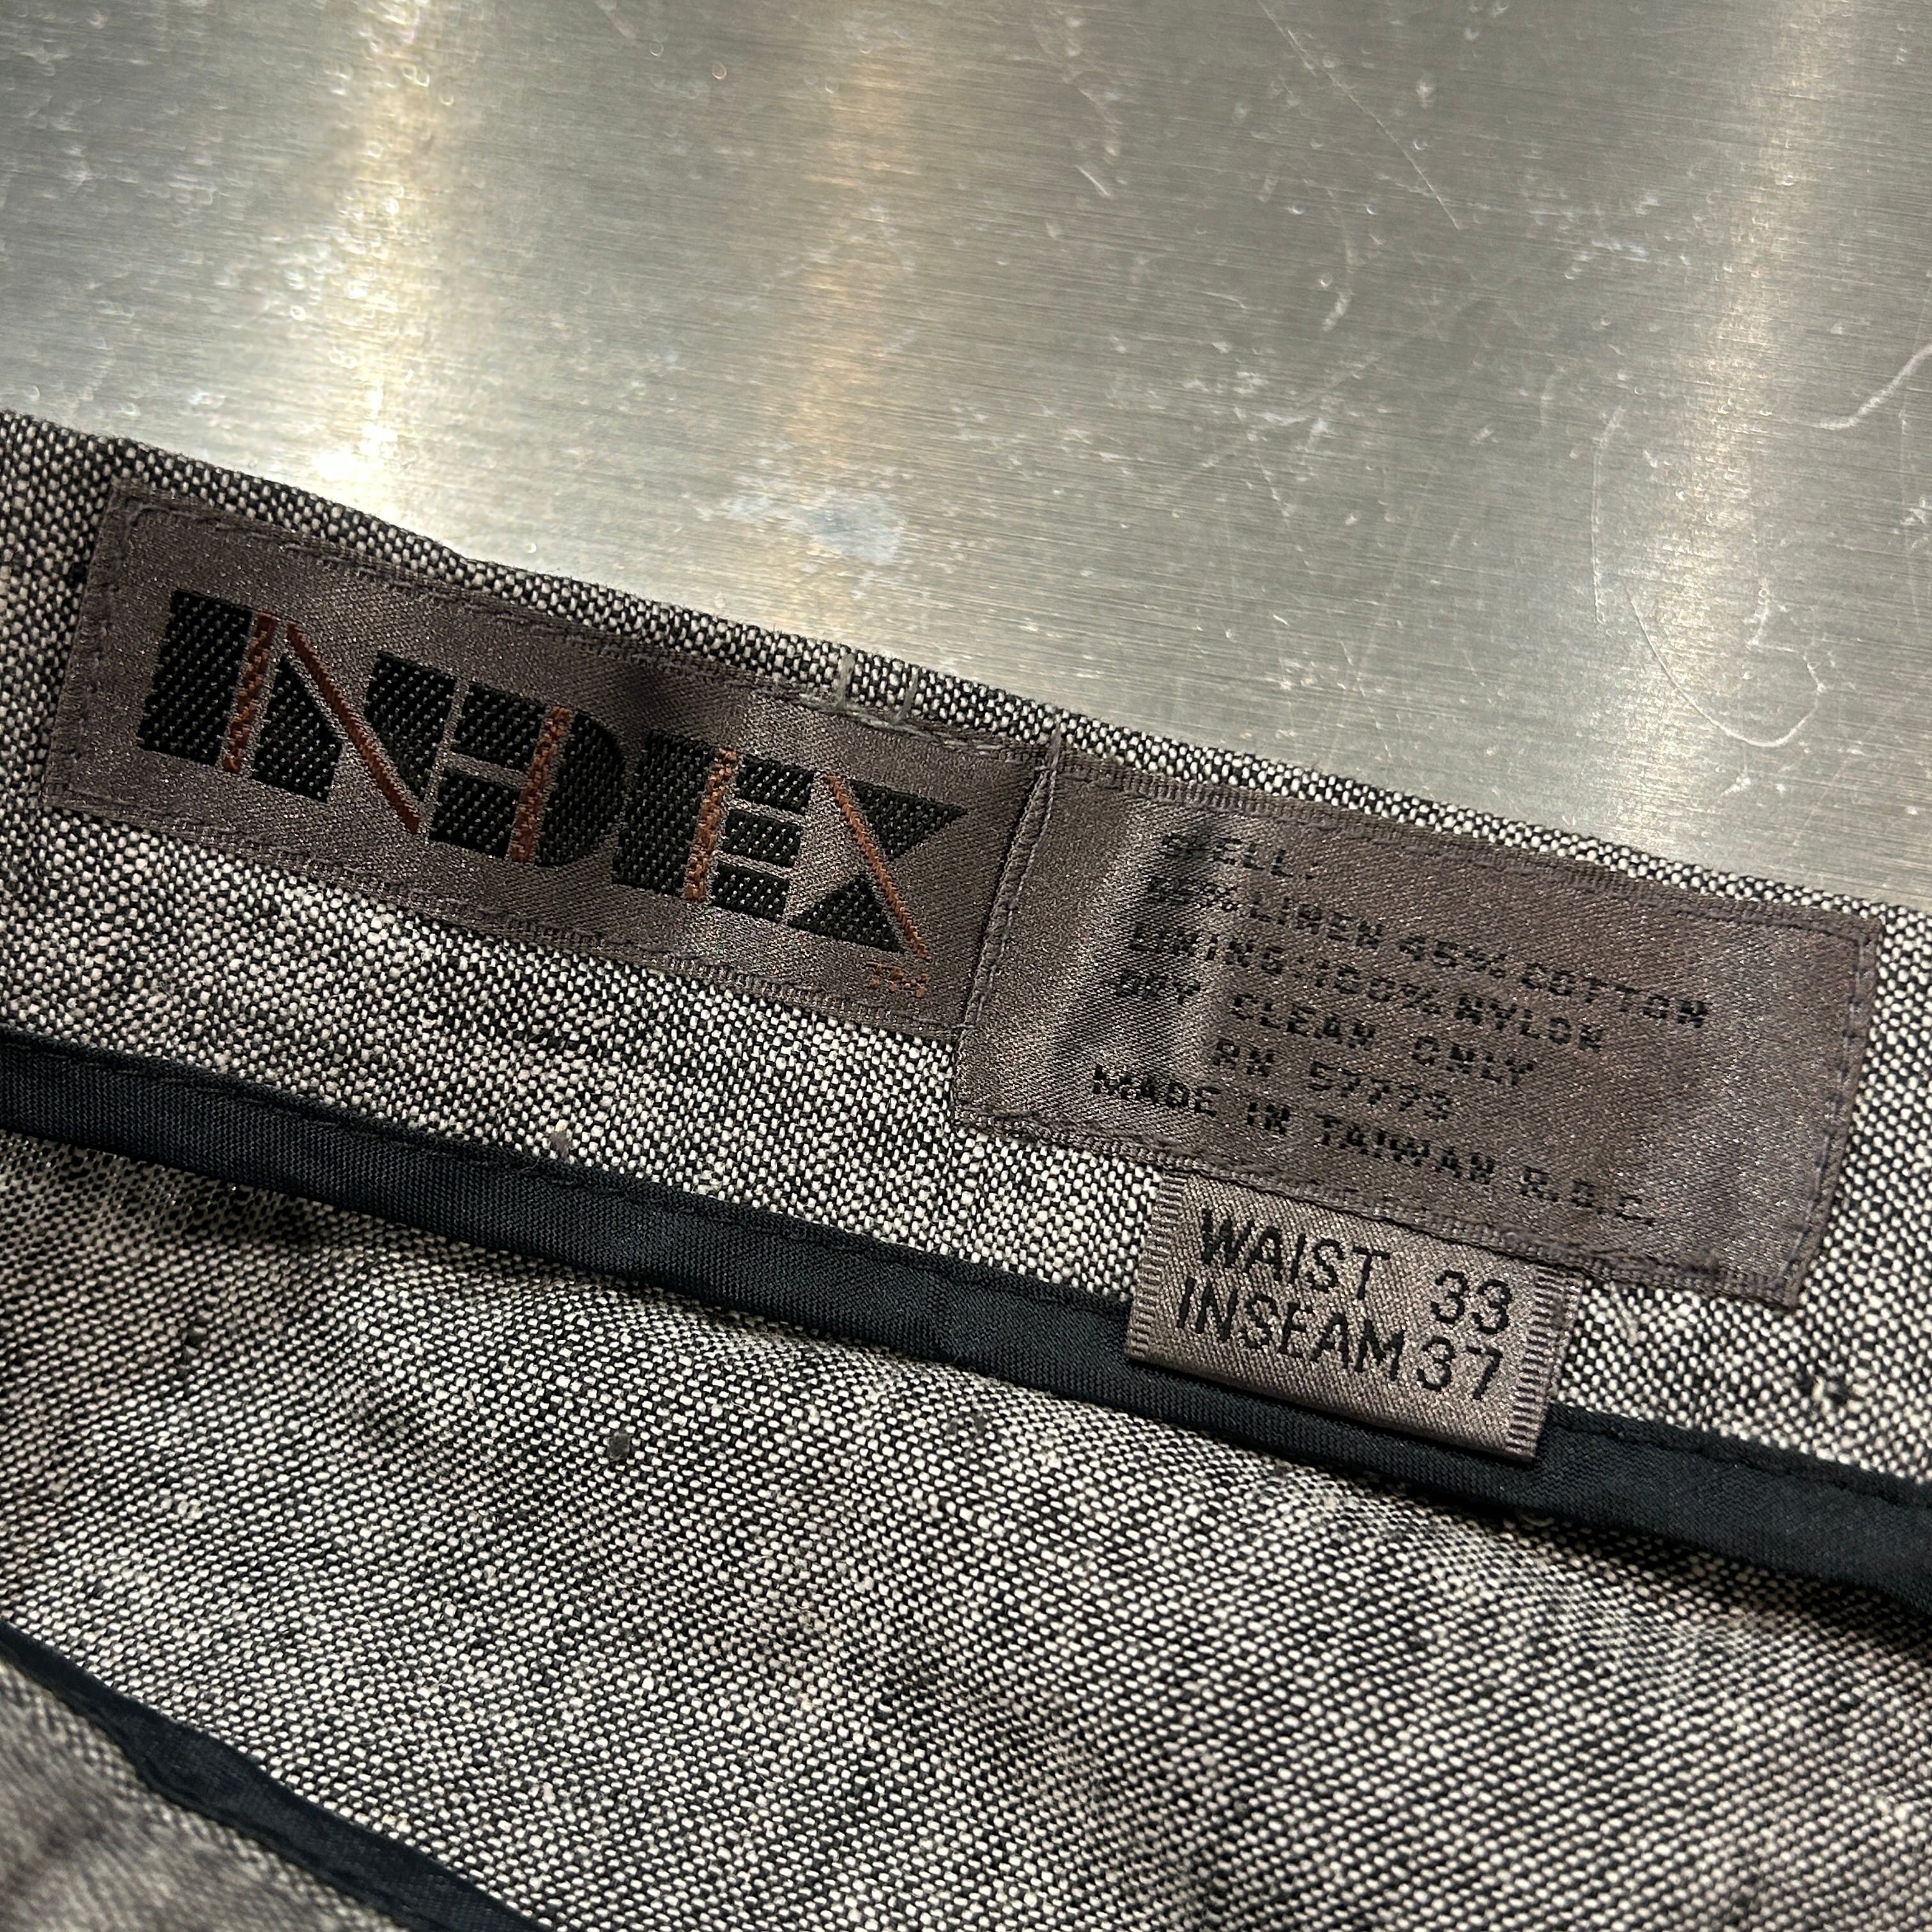 INDEX
TM
SHELL:
55% LINEN 45% COTTON
LINING: 100% NYLON
DRY CLEAN ONLY
RN 57773
MADE IN TAIWAN R.O.C.
WAIST 33
INSEAM 37